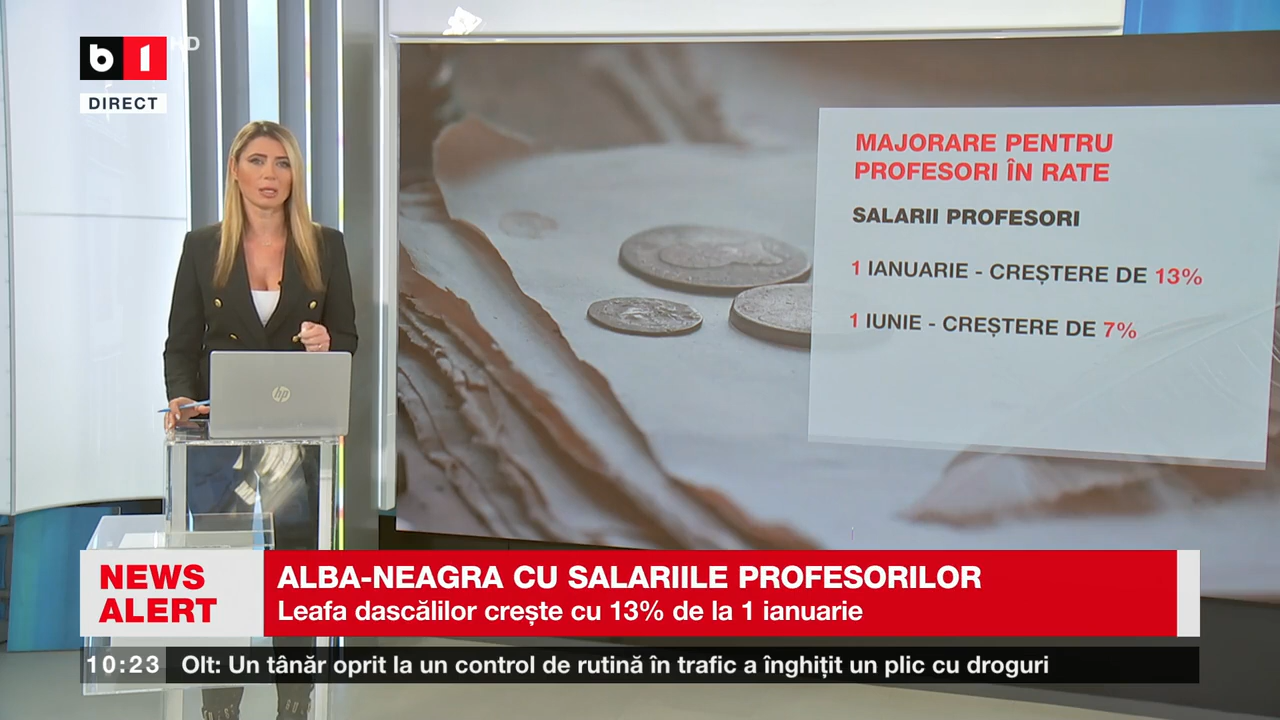 b1 HD
DIRECT
MAJORARE PENTRU
PROFESORI ÎN RATE
SALARII PROFESORI
1 IANUARIE - CREȘTERE DE 13%
1 IUNIE - CREȘTERE DE 7%
hp
NEWS
ALERT
ALBA-NEAGRA CU SALARIILE PROFESORILOR
Leafa dascălilor crește cu 13% de la 1 ianuarie
10:23 Olt: Un tânăr oprit la un control de rutină în trafic a înghițit un plic cu droguri